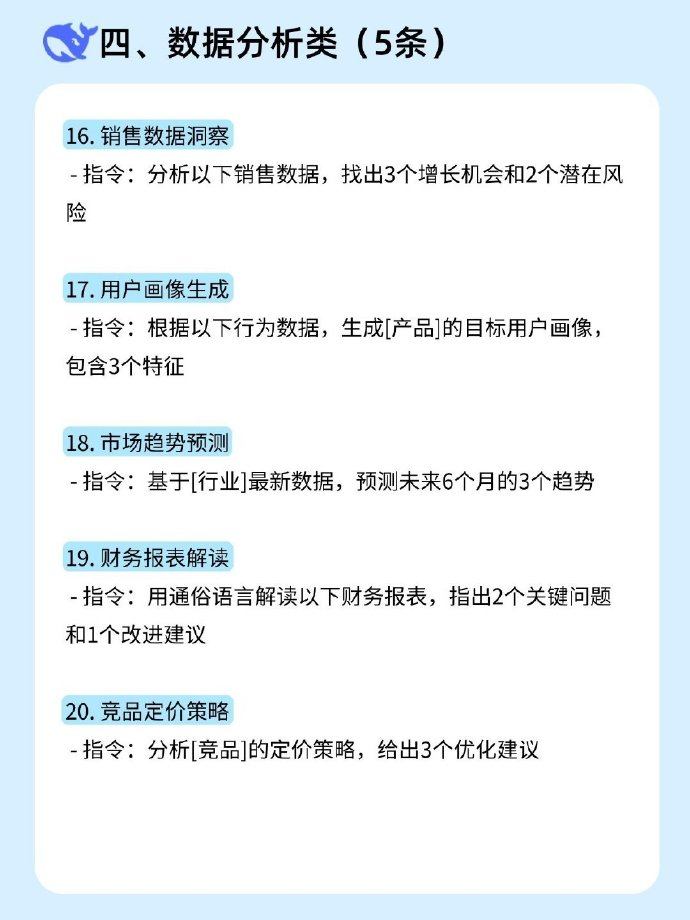 四、数据分析类（5条）
16. 销售数据洞察
- 指令：分析以下销售数据，找出3个增长机会和2个潜在风
险
17. 用户画像生成
- 指令：根据以下行为数据，生成[产品]的目标用户画像，
包含3个特征
18. 市场趋势预测
- 指令：基于[行业]最新数据，预测未来6个月的3个趋势
19. 财务报表解读
- 指令：用通俗语言解读以下财务报表，指出2个关键问题
和1个改进建议
20. 竞品定价策略
- 指令：分析[竞品]的定价策略，给出3个优化建议